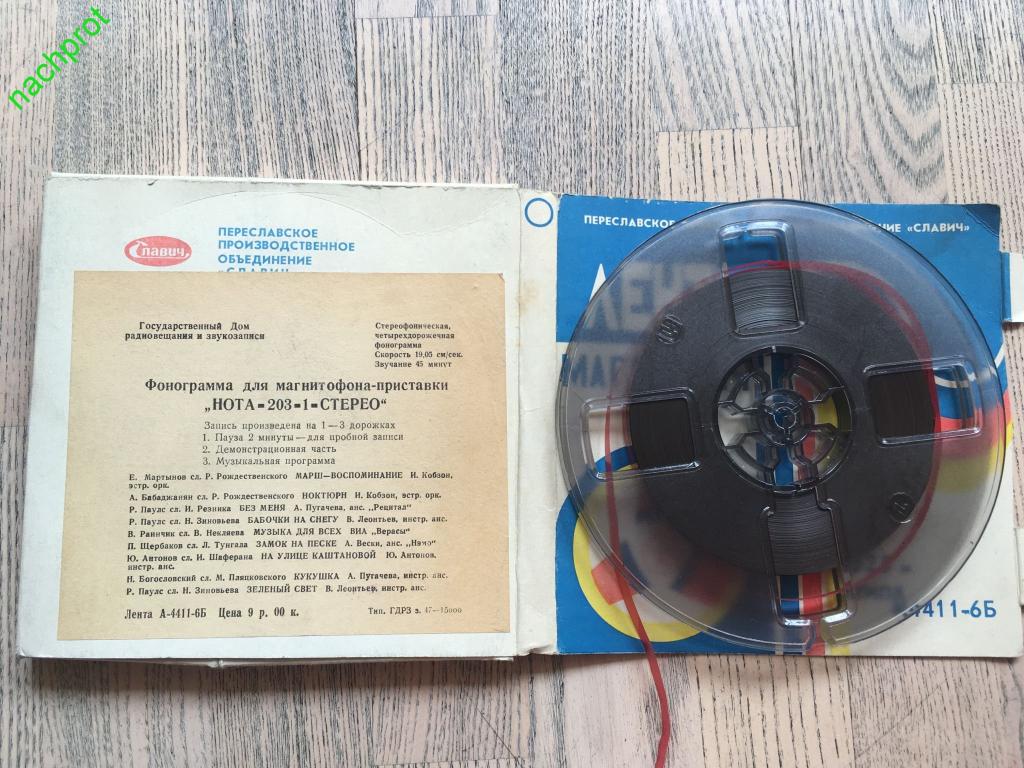 nachprot
Славич
ПЕРЕСЛАВСКОЕ
ПРОИЗВОДСТВЕННОЕ
ОБЪЕДИНЕНИЕ
«СЛАВИЧ»
Государственный Дом
радиовещания и звукозаписи
Стереофоническая,
четырехдорожечная
фонограмма
Скорость 19,05 см/сек.
Звучание 45 минут
Фонограмма для магнитофона-приставки
„НОТА-203-1-СТЕРЕО“
Запись произведена на 1—3 дорожках
1. Пауза 2 минуты—для пробной записи
2. Демонстрационная часть
3. Музыкальная программа
Е. Мартынов сл. Р. Рождественского МАРШ—ВОСПОМИНАНИЕ И. Кобзон,
эстр. орк.
А. Бабаджанян сл. Р. Рождественского НОКТЮРН И. Кобзон, эстр. орк.
Р. Паулс сл. И. Резника БЕЗ МЕНЯ А. Пугачева, анс. „Рецитал“
Р. Паулс сл. Н. Зиновьева БАБОЧКИ НА СНЕГУ В. Леонтьев, инстр. анс.
В. Раинчик сл. В. Некляева МУЗЫКА ДЛЯ ВСЕХ ВИА „Верасы“
П. Щербаков сл. Л. Тунгала ЗАМОК НА ПЕСКЕ А. Вески, анс. „Нэмо“
Ю. Антонов сл. И. Шаферана НА УЛИЦЕ КАШТАНОВОЙ Ю. Антонов,
инстр. анс.
Н. Богословский сл. М. Пляцковского КУКУШКА А. Пугачева, инстр. анс.
Р. Паулс сл. Н. Зиновьева ЗЕЛЕНЫЙ СВЕТ В. Леонтьев, инстр. анс.
Лента А-4411-6Б Цена 9 р. 00 к.
Тип. ГДРЗ з. 47—15000
ПЕРЕСЛАВСКОЕ «СЛАВИЧ»
4411-6Б